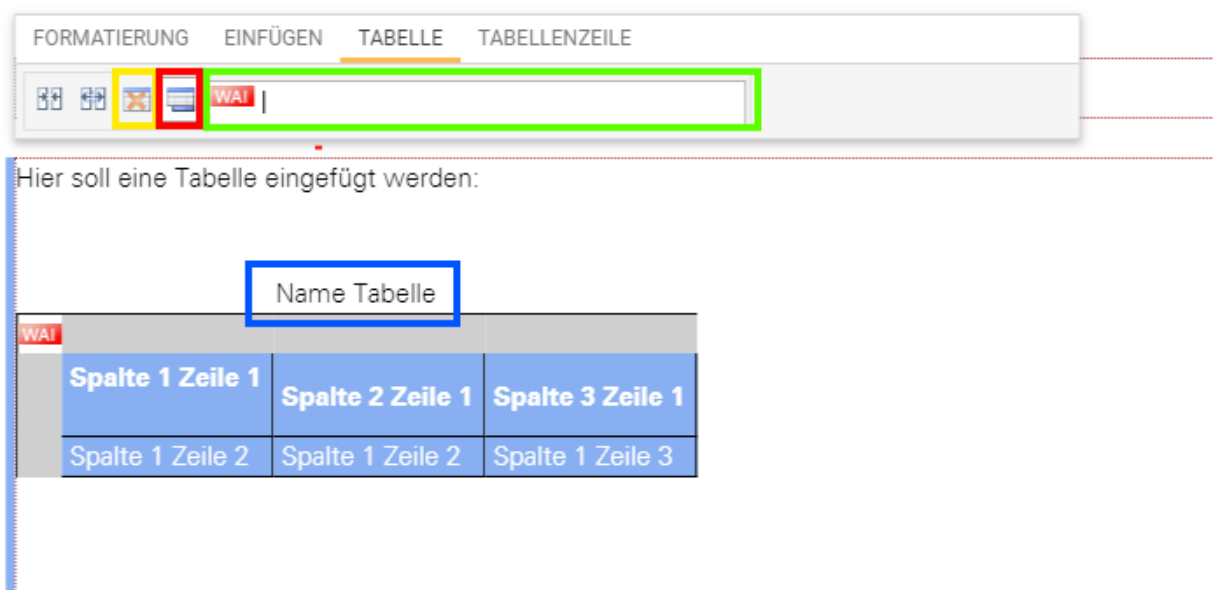 FORMATIERUNG EINFÜGEN TABELLE TABELLENZEILE
WAI
Hier soll eine Tabelle eingefügt werden:
Name Tabelle
WAI
Spalte 1 Zeile 1 Spalte 2 Zeile 1 Spalte 3 Zeile 1
Spalte 1 Zeile 2 Spalte 1 Zeile 2 Spalte 1 Zeile 3